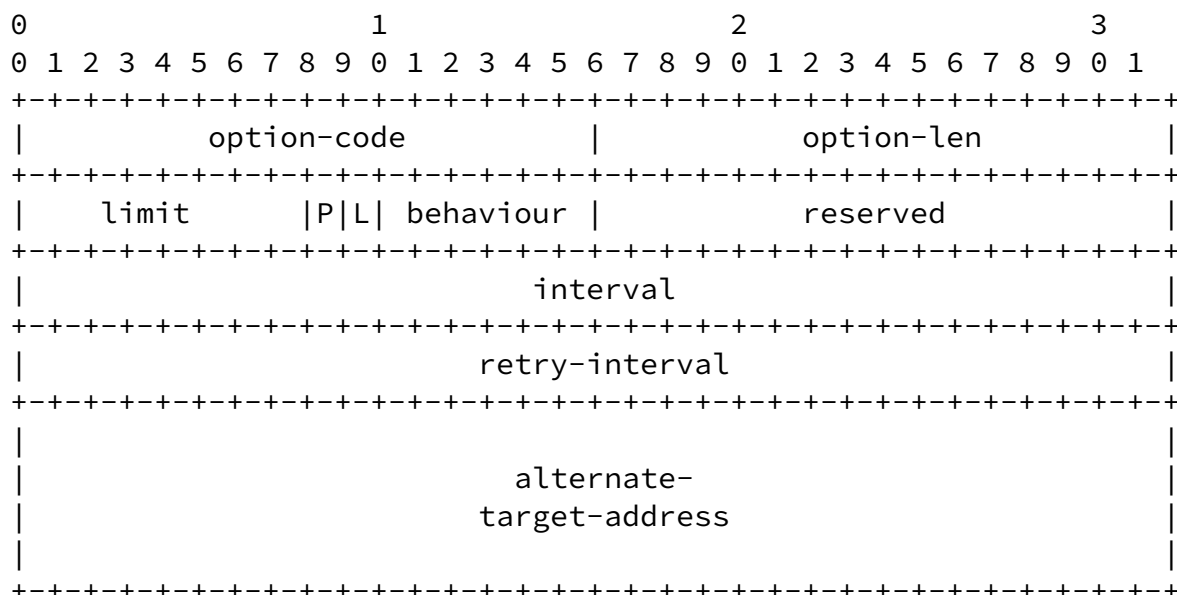 0                   1                   2                   3
0 1 2 3 4 5 6 7 8 9 0 1 2 3 4 5 6 7 8 9 0 1 2 3 4 5 6 7 8 9 0 1
+-+-+-+-+-+-+-+-+-+-+-+-+-+-+-+-+-+-+-+-+-+-+-+-+-+-+-+-+-+-+-+-+
|          option-code          |           option-len          |
+-+-+-+-+-+-+-+-+-+-+-+-+-+-+-+-+-+-+-+-+-+-+-+-+-+-+-+-+-+-+-+-+
|    limit      |P|L| behaviour |           reserved            |
+-+-+-+-+-+-+-+-+-+-+-+-+-+-+-+-+-+-+-+-+-+-+-+-+-+-+-+-+-+-+-+-+
|                            interval                           |
+-+-+-+-+-+-+-+-+-+-+-+-+-+-+-+-+-+-+-+-+-+-+-+-+-+-+-+-+-+-+-+-+
|                         retry-interval                        |
+-+-+-+-+-+-+-+-+-+-+-+-+-+-+-+-+-+-+-+-+-+-+-+-+-+-+-+-+-+-+-+-+
|                                                               |
|                           alternate-                          |
|                         target-address                        |
|                                                               |
+-+-+-+-+-+-+-+-+-+-+-+-+-+-+-+-+-+-+-+-+-+-+-+-+-+-+-+-+-+-+-+-+